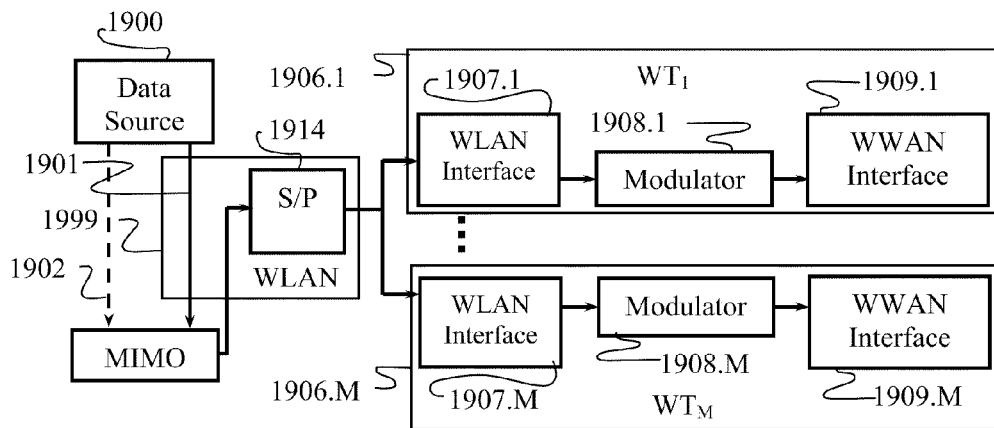 1900
Data
Source
1901
1999
1902
MIMO
1914
S/P
WLAN
1906.1
1907.1
WT1
1909.1
WLAN
Interface
1908.1
Modulator
WWAN
Interface
WLAN
Interface
Modulator
WWAN
Interface
1906.M
1907.M
1908.M
WTM
1909.M